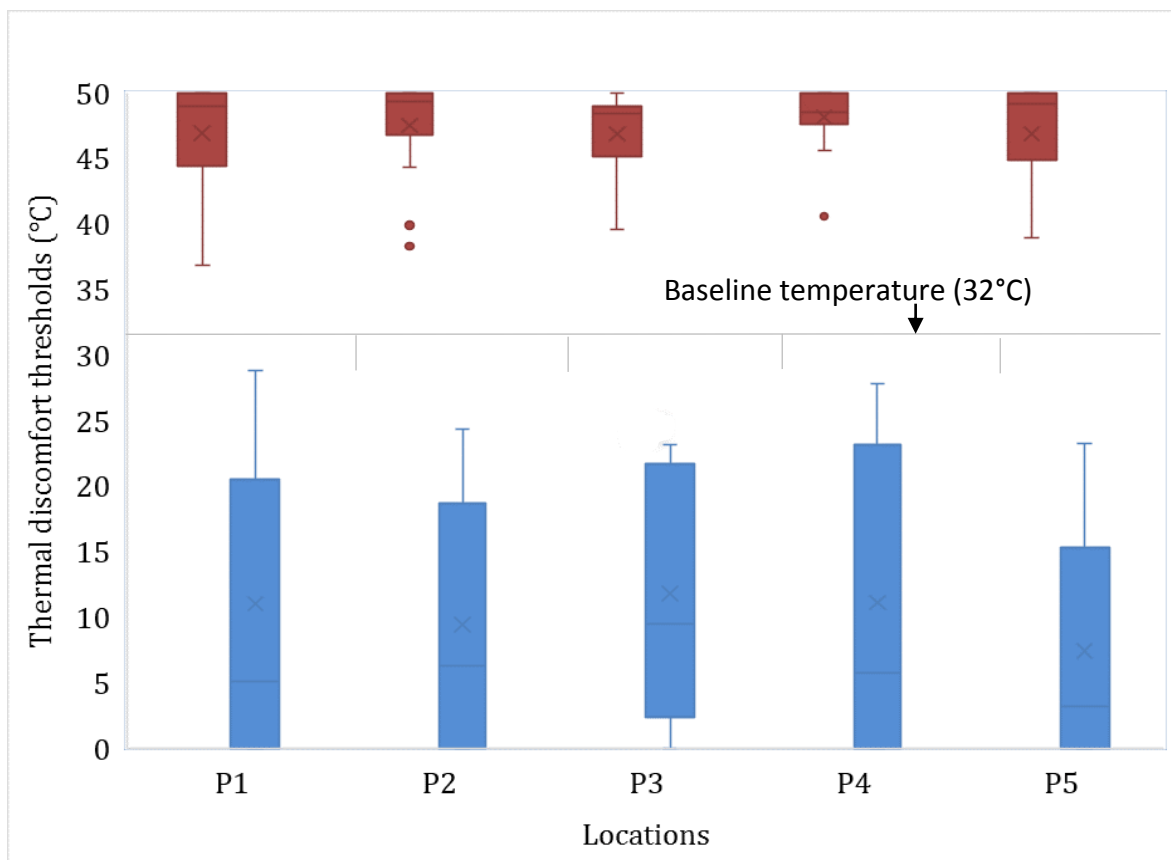 Thermal discomfort thresholds (°C)
50
45
40
35
30
25
20
15
10
5
0
Baseline temperature (32°C)
P1
P2
P3
P4
P5
Locations